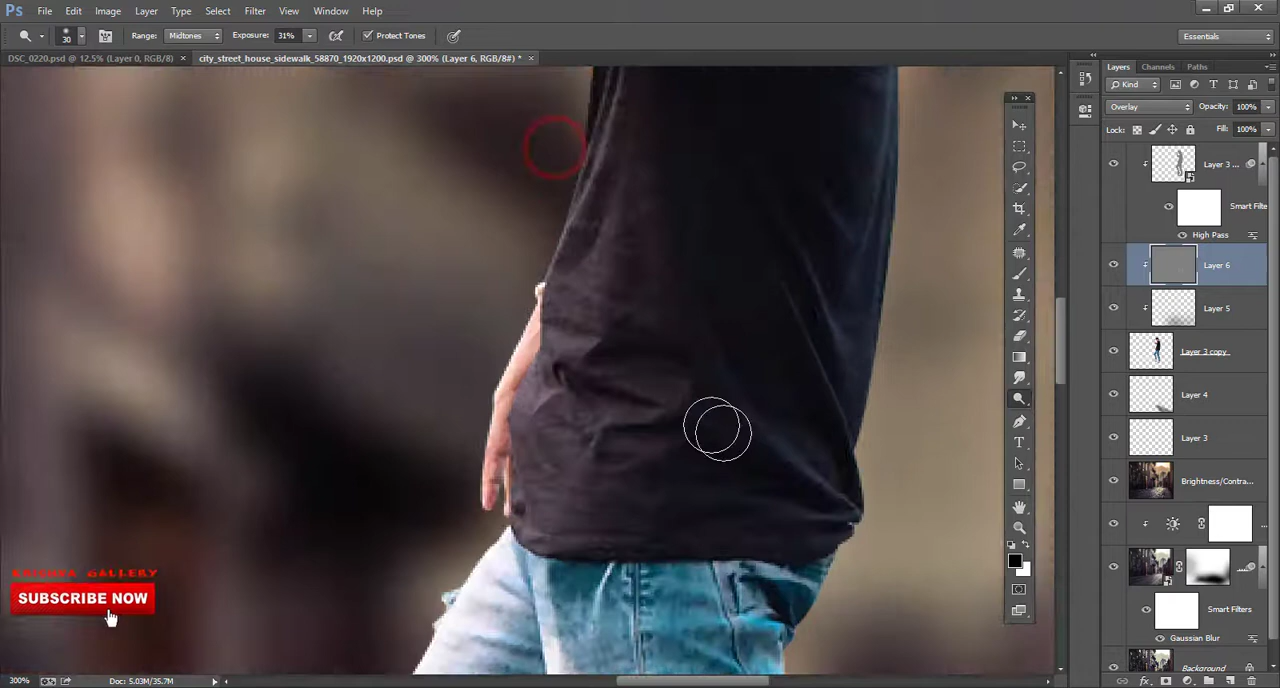 Ps File Edit Image Layer Type Select Filter View Window Help
30 Range: Midtones Exposure: 31% Protect Tones Essentials
DSC_0220.psd @ 12.5% (Layer 0, RGB/8) × city_street_house_sidewalk_58870_1920x1200.psd @ 300% (Layer 6, RGB/8#) * ×
Layers Channels Paths
Kind
Overlay Opacity: 100%
Lock: Fill: 100%
Layer 3 ...
Smart Filte
High Pass
Layer 6
Layer 5
Layer 3 copy
Layer 4
Layer 3
Brightness/Contra...
Smart Filters
Gaussian Blur
Background
GALLERY
SUBSCRIBE NOW
300% Doc: 5.03M/35.7M